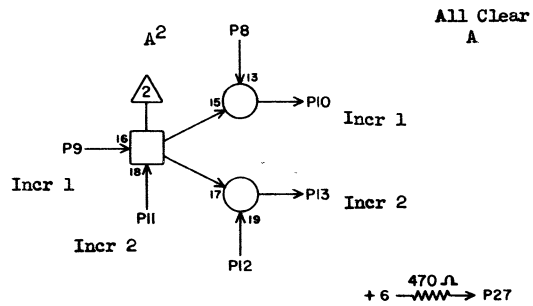 All Clear
A
A²
P8
2
13
15
P10
Incr 1
16
P9
18
Incr 1
17
P13
Incr 2
19
P11
Incr 2
P12
+6
470 Ω
P27